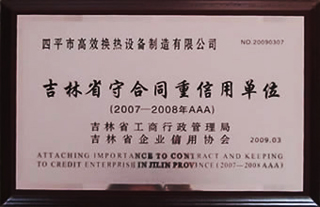 四平市高效换热设备制造有限公司 NO.20090307
吉林省守合同重信用单位
(2007—2008年AAA)
吉林省工商行政管理局
吉林省企业信用协会 2009.03
ATTACHING IMPORTANCE TO CONTRACT AND KEEPING
TO CREDIT ENTERPRISH IN JILIN PROVINCE (2007-2008AAA)